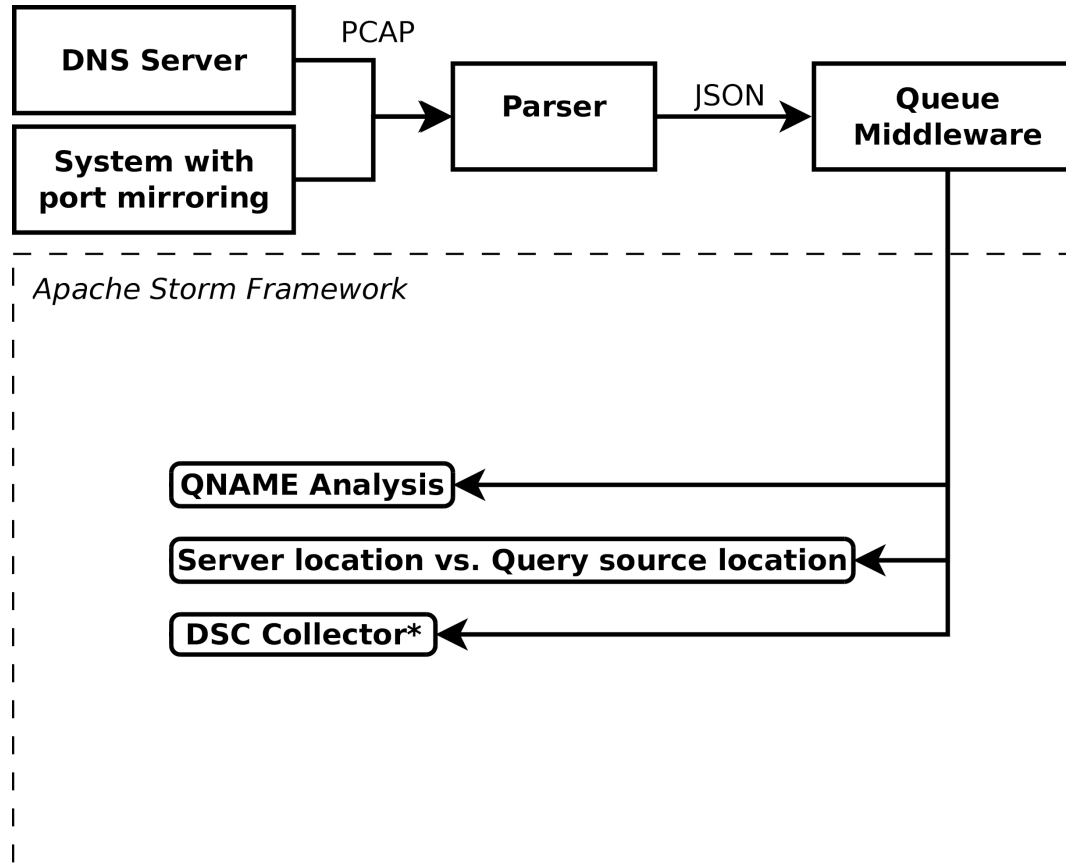 DNS Server
PCAP
System with
port mirroring
Parser
JSON
Queue
Middleware
Apache Storm Framework
QNAME Analysis
Server location vs. Query source location
DSC Collector*